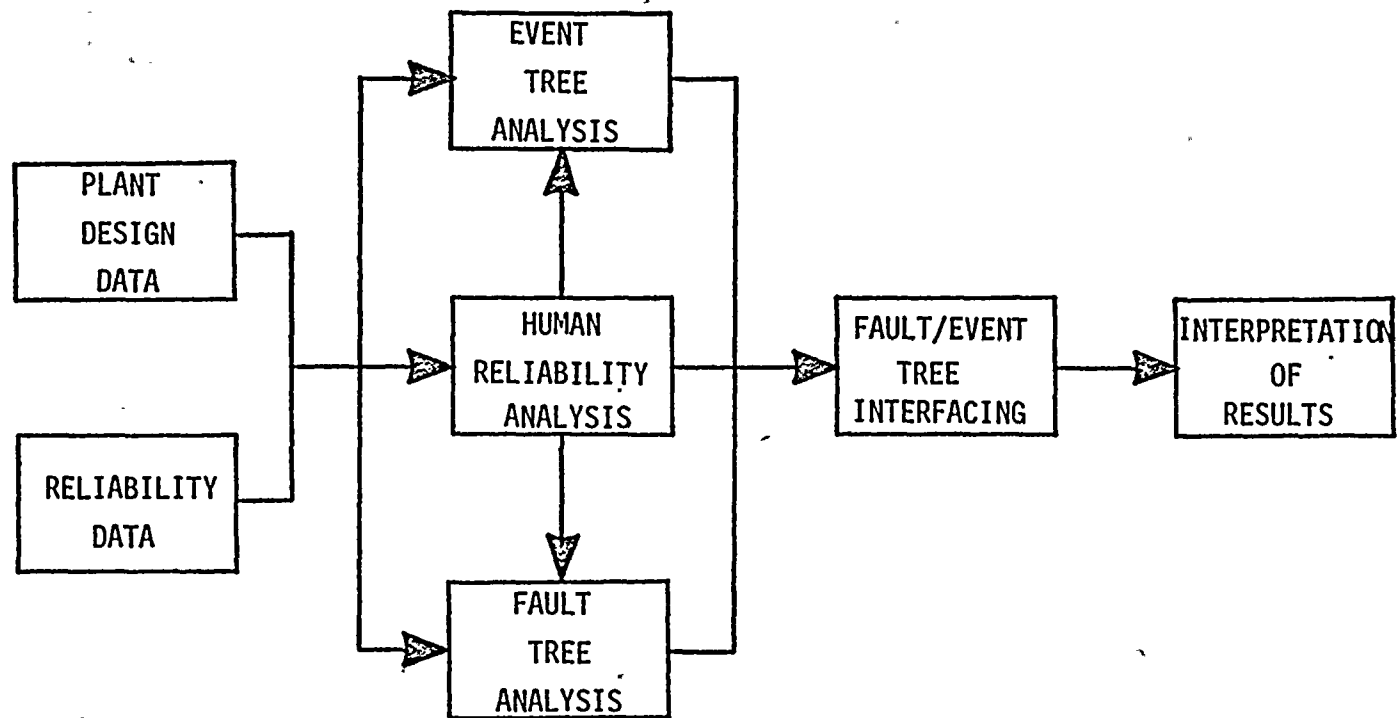 EVENT
TREE
ANALYSIS
PLANT
DESIGN
DATA
HUMAN
RELIABILITY
ANALYSIS
FAULT/EVENT
TREE
INTERFACING
INTERPRETATION
OF
RESULTS
RELIABILITY
DATA
FAULT
TREE
ANALYSIS